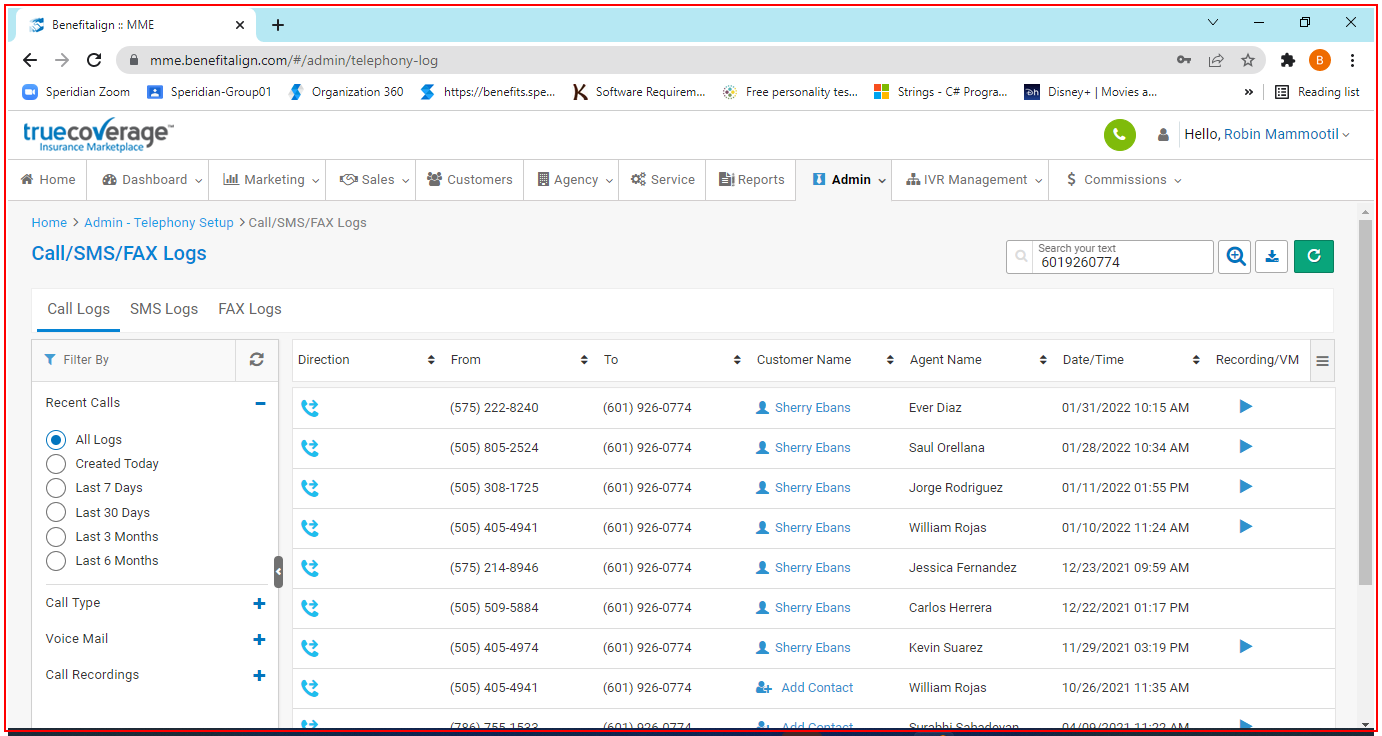 Benefitalign :: MME
mme.benefitalign.com/#/admin/telephony-log
B
Speridian Zoom
Speridian-Group01
Organization 360
https://benefits.spe...
Software Requirem...
Free personality tes...
Strings - C# Progra...
Disney+ | Movies a...
»
Reading list
truecoverage™
Insurance Marketplace
Hello, Robin Mammootil
Home
Dashboard
Marketing
Sales
Customers
Agency
Service
Reports
Admin
IVR Management
$ Commissions
Home > Admin - Telephony Setup > Call/SMS/FAX Logs
Call/SMS/FAX Logs
Search your text
6019260774
Call Logs SMS Logs FAX Logs
Filter By
Recent Calls
All Logs
Created Today
Last 7 Days
Last 30 Days
Last 3 Months
Last 6 Months
Call Type
Voice Mail
Call Recordings
Direction From To Customer Name Agent Name Date/Time Recording/VM
(575) 222-8240 (601) 926-0774 Sherry Ebans Ever Diaz 01/31/2022 10:15 AM
(505) 805-2524 (601) 926-0774 Sherry Ebans Saul Orellana 01/28/2022 10:34 AM
(505) 308-1725 (601) 926-0774 Sherry Ebans Jorge Rodriguez 01/11/2022 01:55 PM
(505) 405-4941 (601) 926-0774 Sherry Ebans William Rojas 01/10/2022 11:24 AM
(575) 214-8946 (601) 926-0774 Sherry Ebans Jessica Fernandez 12/23/2021 09:59 AM
(505) 509-5884 (601) 926-0774 Sherry Ebans Carlos Herrera 12/22/2021 01:17 PM
(505) 405-4974 (601) 926-0774 Sherry Ebans Kevin Suarez 11/29/2021 03:19 PM
(505) 405-4941 (601) 926-0774 Add Contact William Rojas 10/26/2021 11:35 AM
(786) 755-1533 (601) 926-0774 Add Contact Surabhi Sahadevan 04/09/2021 11:22 AM